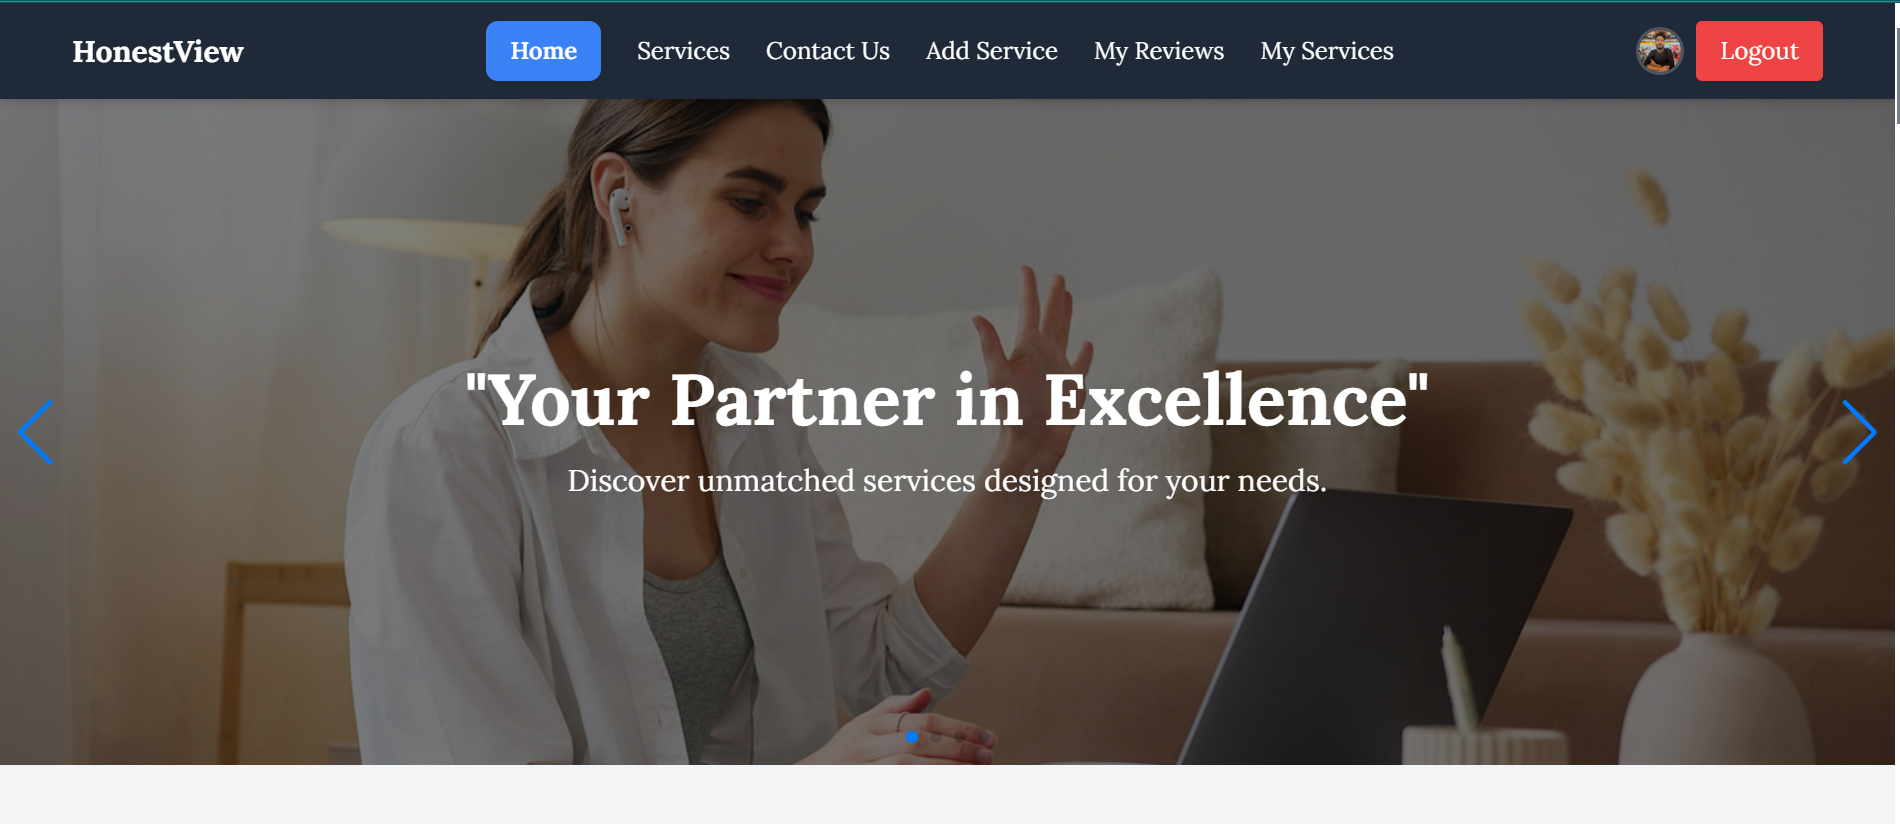 HonestView
Home
Services
Contact Us
Add Service
My Reviews
My Services
Logout
"Your Partner in Excellence"
Discover unmatched services designed for your needs.